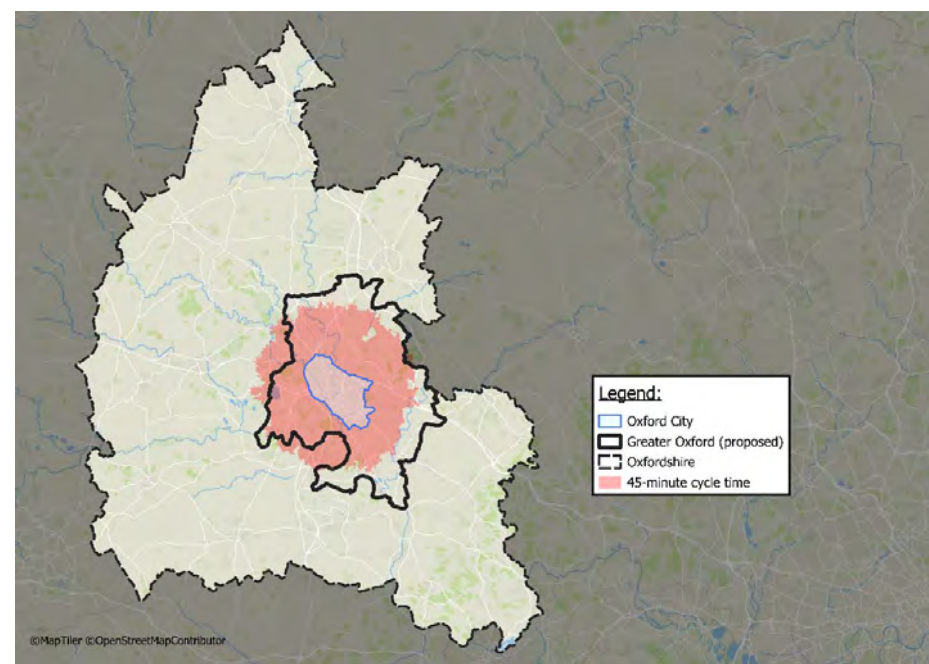 Legend:
Oxford City
Greater Oxford (proposed)
Oxfordshire
45-minute cycle time
©MapTiler ©OpenStreetMapContributor